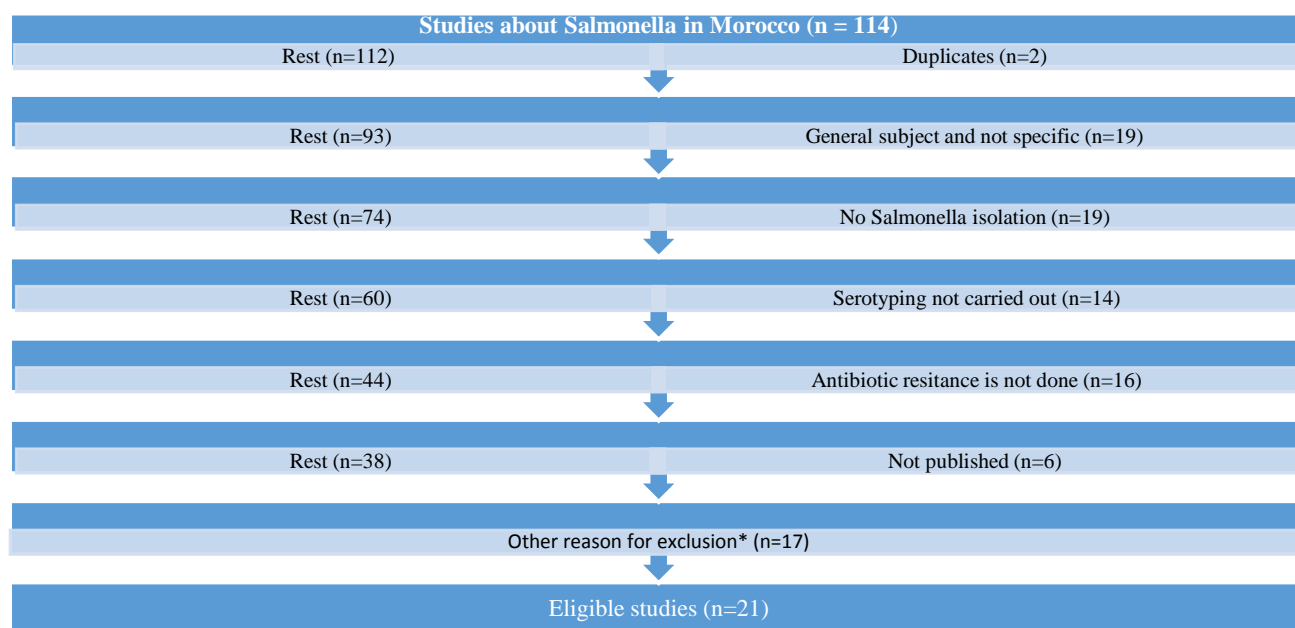 Studies about Salmonella in Morocco (n = 114)
Rest (n=112)
Duplicates (n=2)
Rest (n=93)
General subject and not specific (n=19)
Rest (n=74)
No Salmonella isolation (n=19)
Rest (n=60)
Serotyping not carried out (n=14)
Rest (n=44)
Antibiotic resitance is not done (n=16)
Rest (n=38)
Not published (n=6)
Other reason for exclusion* (n=17)
Eligible studies (n=21)